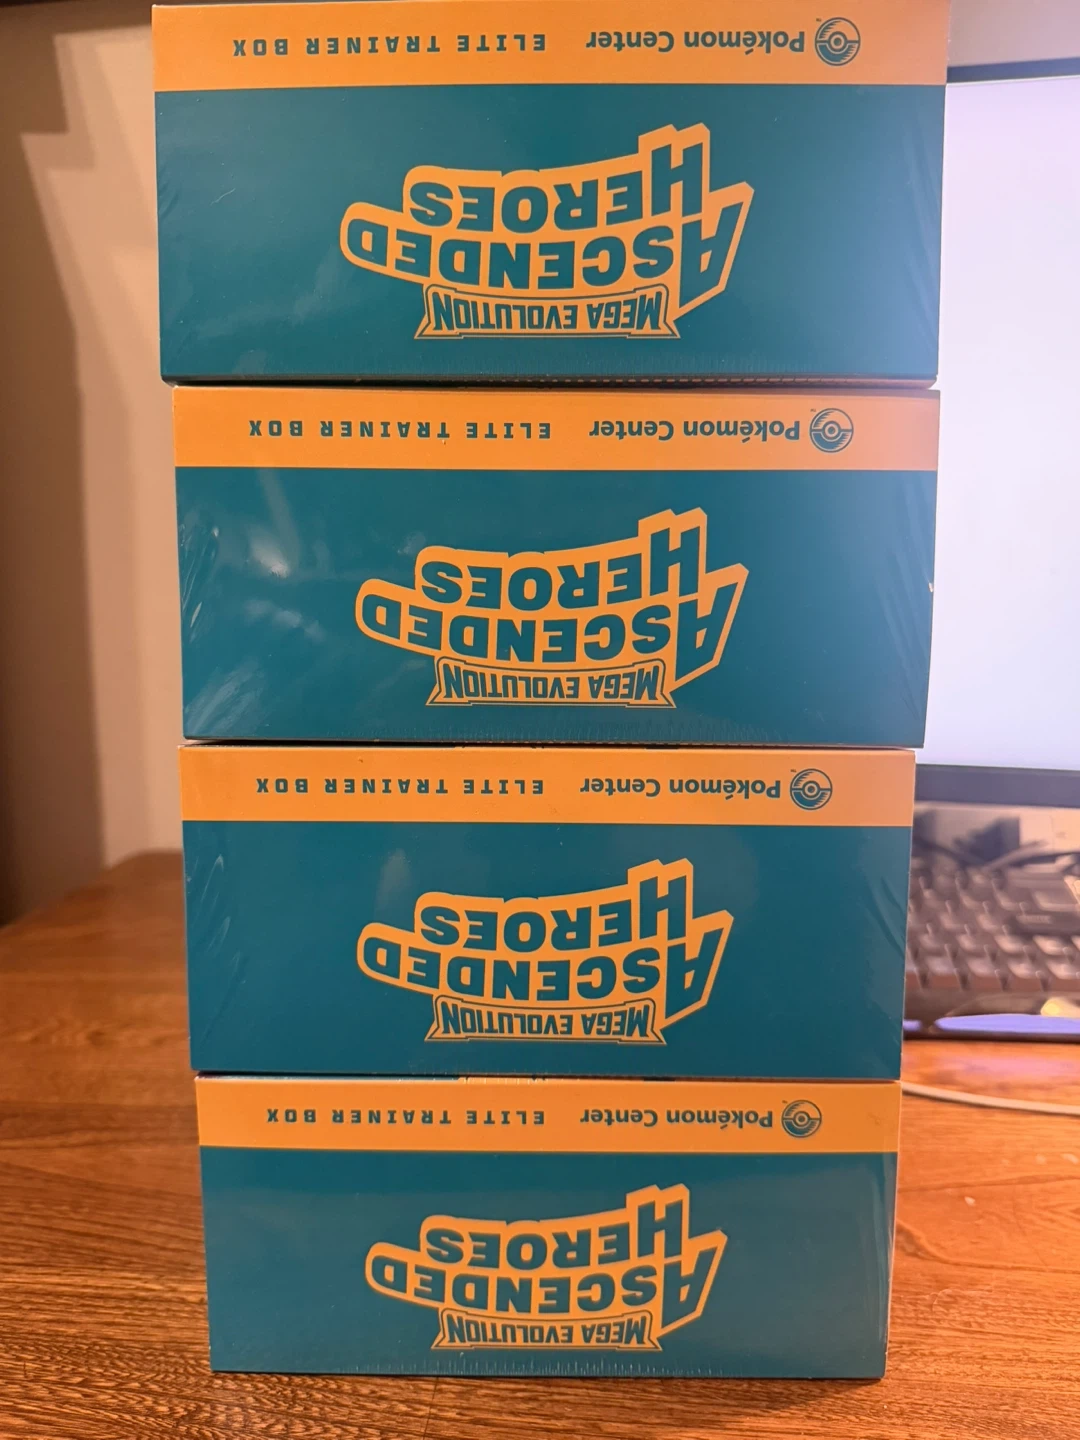 Pokémon Center ELITE TRAINER BOX
MEGA EVOLUTION
ASCENDED
HEROES
Pokémon Center ELITE TRAINER BOX
MEGA EVOLUTION
ASCENDED
HEROES
Pokémon Center ELITE TRAINER BOX
MEGA EVOLUTION
ASCENDED
HEROES
Pokémon Center ELITE TRAINER BOX
MEGA EVOLUTION
ASCENDED
HEROES